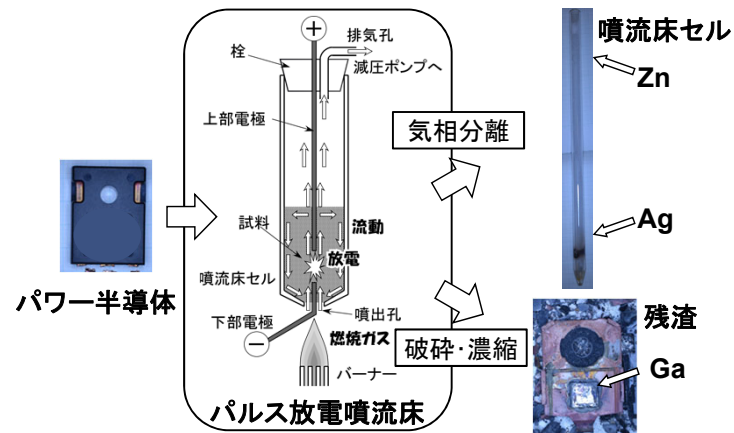 パワー半導体
+
栓
排気孔
減圧ポンプへ
上部電極
試料
流動
放電
噴流床セル
噴出孔
下部電極
−
燃焼ガス
バーナー
パルス放電噴流床
気相分離
破砕・濃縮
噴流床セル
Zn
Ag
残渣
Ga